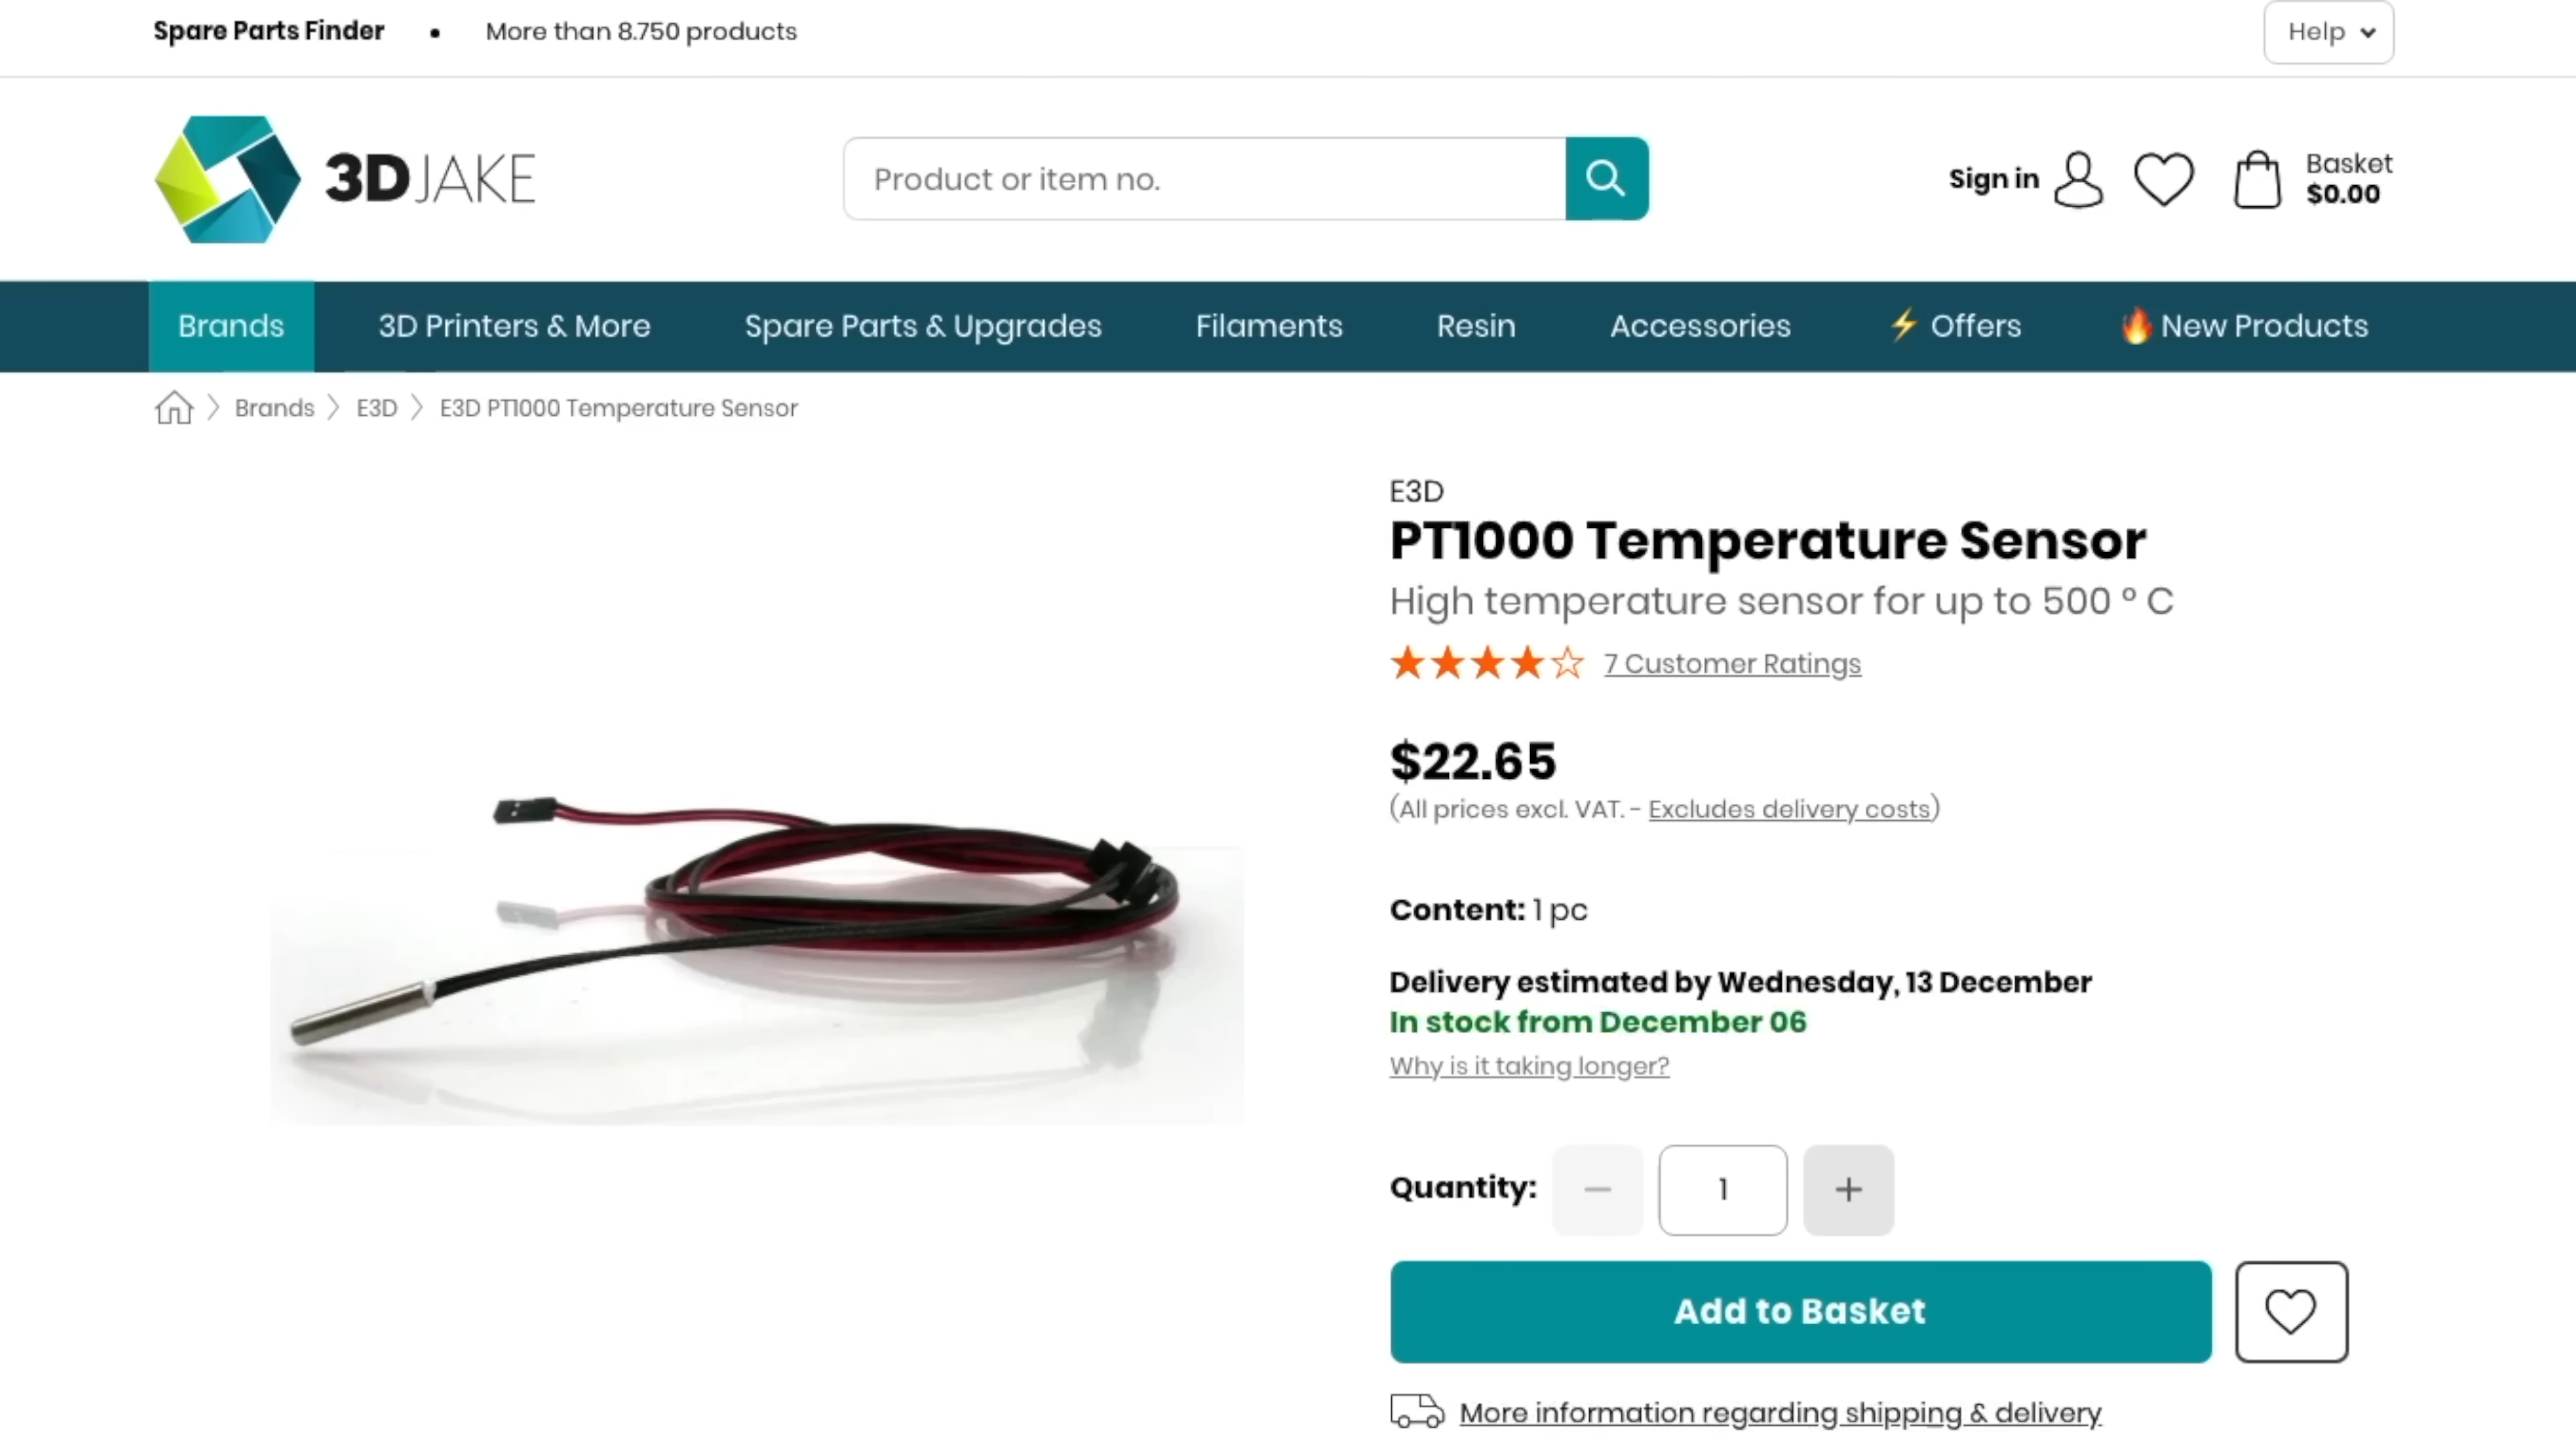 Spare Parts Finder • More than 8.750 products
Help
3DJAKE
Product or item no.
Sign in
Basket
$0.00
Brands 3D Printers & More Spare Parts & Upgrades Filaments Resin Accessories ⚡ Offers 🔥 New Products
Brands > E3D > E3D PT1000 Temperature Sensor
E3D
PT1000 Temperature Sensor
High temperature sensor for up to 500 ° C
7 Customer Ratings
$22.65
(All prices excl. VAT. - Excludes delivery costs)
Content: 1 pc
Delivery estimated by Wednesday, 13 December
In stock from December 06
Why is it taking longer?
Quantity: − 1 +
Add to Basket
More information regarding shipping & delivery